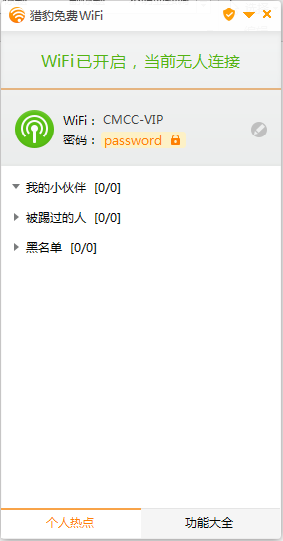 猎豹免费WiFi
WiFi已开启，当前无人连接
WiFi： CMCC-VIP
密码： password
我的小伙伴 [0/0]
被踢过的人 [0/0]
黑名单 [0/0]
个人热点 功能大全